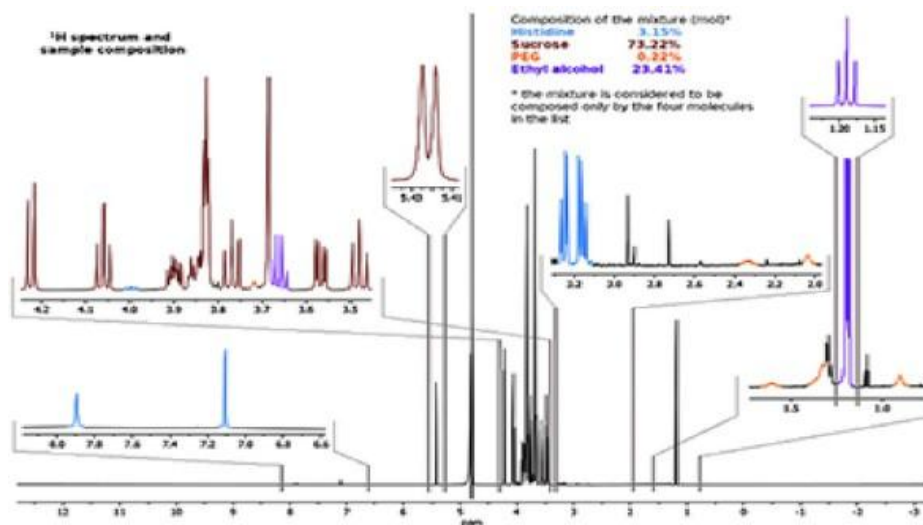 ¹H spectrum and
sample composition
Composition of the mixture (mol)*
Histidine 3.15%
Sucrose 73.22%
PEG 0.22%
Ethyl alcohol 23.41%
* the mixture is considered to be
composed only by the four molecules
in the list
1.20 1.15
5.43 5.41
4.2 4.1 4.0 3.9 3.8 3.7 3.6 3.5
2.8 2.6 2.4 2.2 2.0
8.0 7.8 7.6 7.4 7.2 7.0 6.8 6.6
1.5 1.0
12 11 10 9 8 7 6 5 4 3 2 1 0 -1 -2 -3
ppm